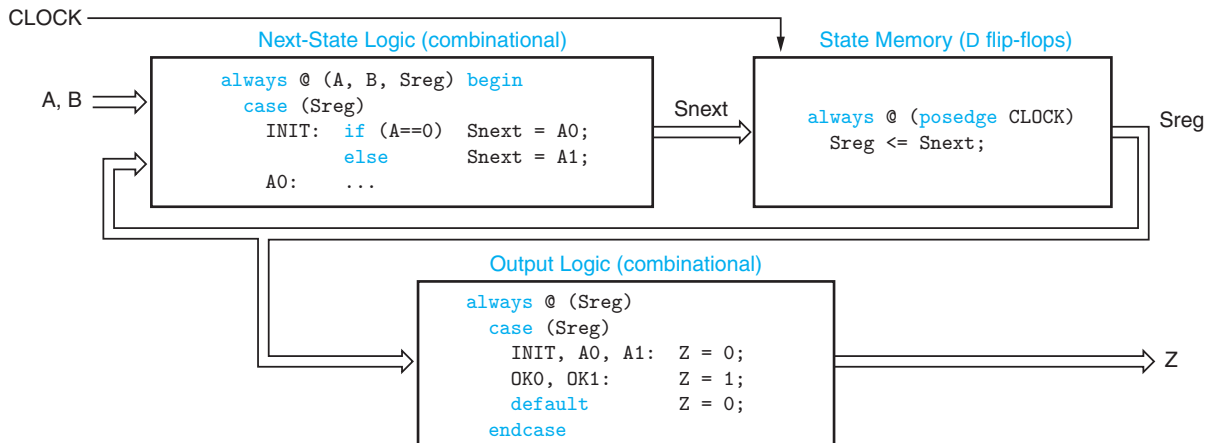 CLOCK
Next-State Logic (combinational)
State Memory (D flip-flops)
A, B
always @ (A, B, Sreg) begin
case (Sreg)
INIT: if (A==0) Snext = A0;
else Snext = A1;
A0: ...
Snext
always @ (posedge CLOCK)
Sreg <= Snext;
Sreg
Output Logic (combinational)
always @ (Sreg)
case (Sreg)
INIT, A0, A1: Z = 0;
OK0, OK1: Z = 1;
default Z = 0;
endcase
Z